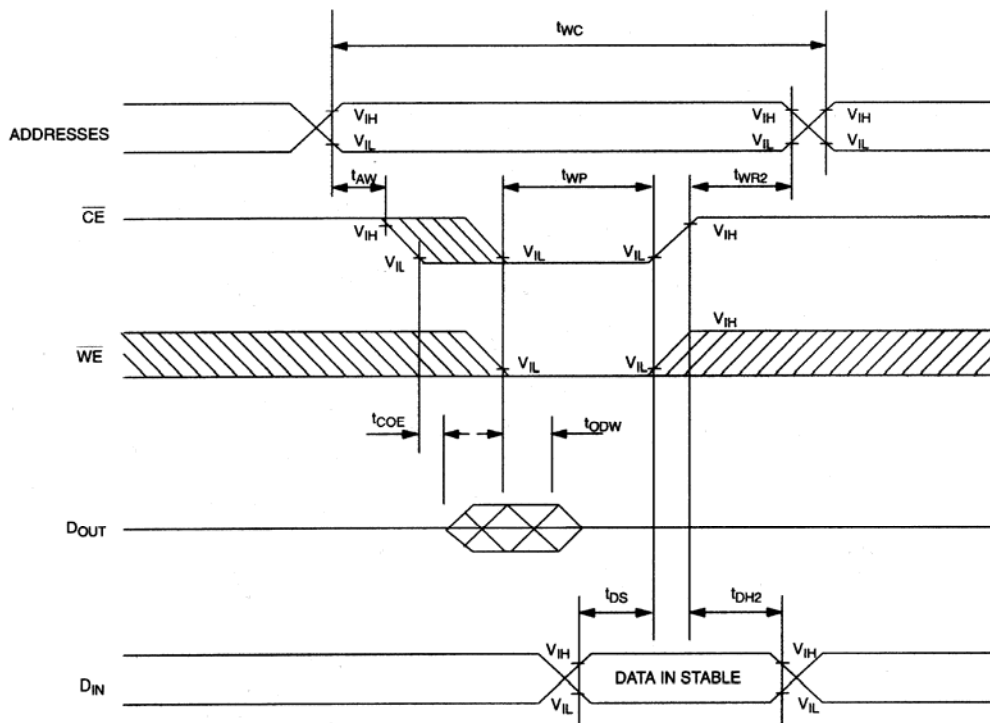 tWC
ADDRESSES
VIH
VIH
VIH
VIL
VIL
VIL
tAW
tWP
tWR2
CE
VIH
VIH
VIL
VIL
VIL
VIH
WE
VIL
VIL
tCOE
tODW
DOUT
tDS
tDH2
VIH
VIH
DIN
DATA IN STABLE
VIL
VIL